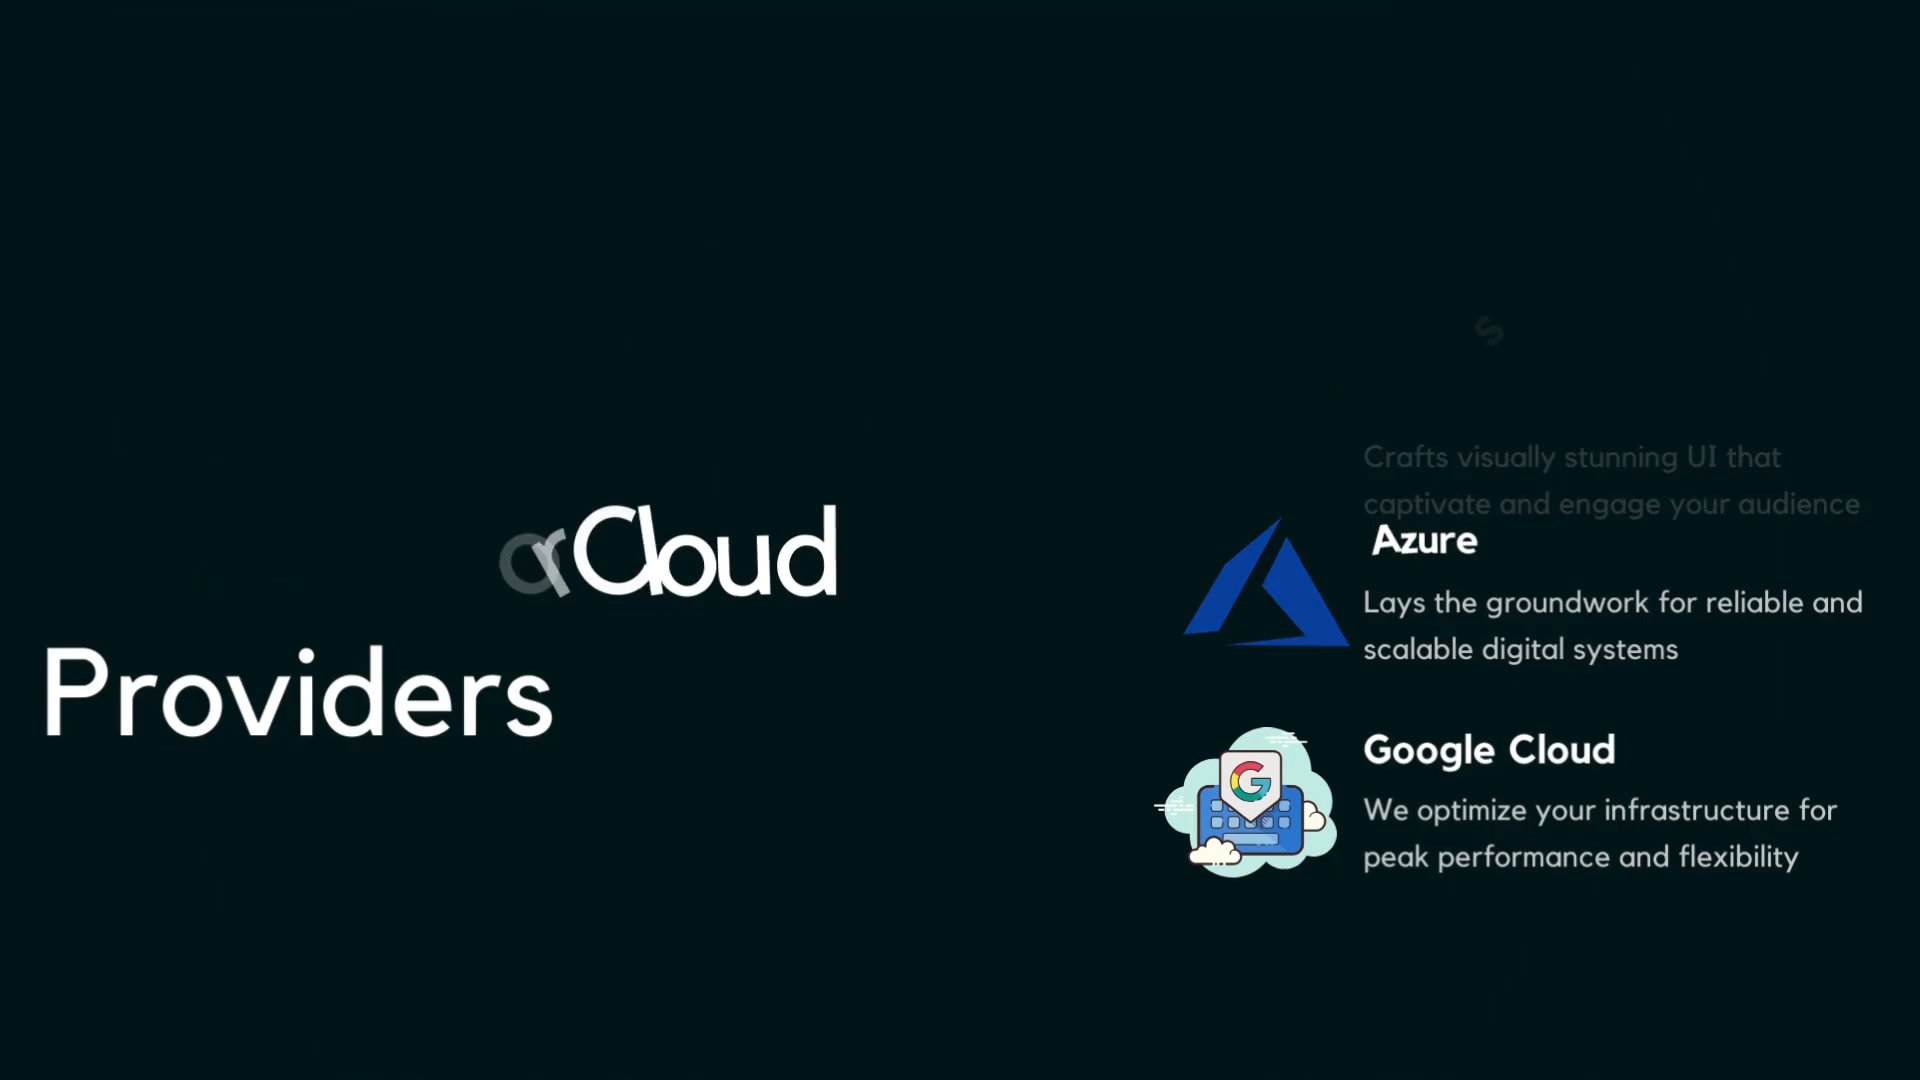 or Cloud
Providers
s
Crafts visually stunning UI that
captivate and engage your audience
Azure
Lays the groundwork for reliable and
scalable digital systems
Google Cloud
We optimize your infrastructure for
peak performance and flexibility